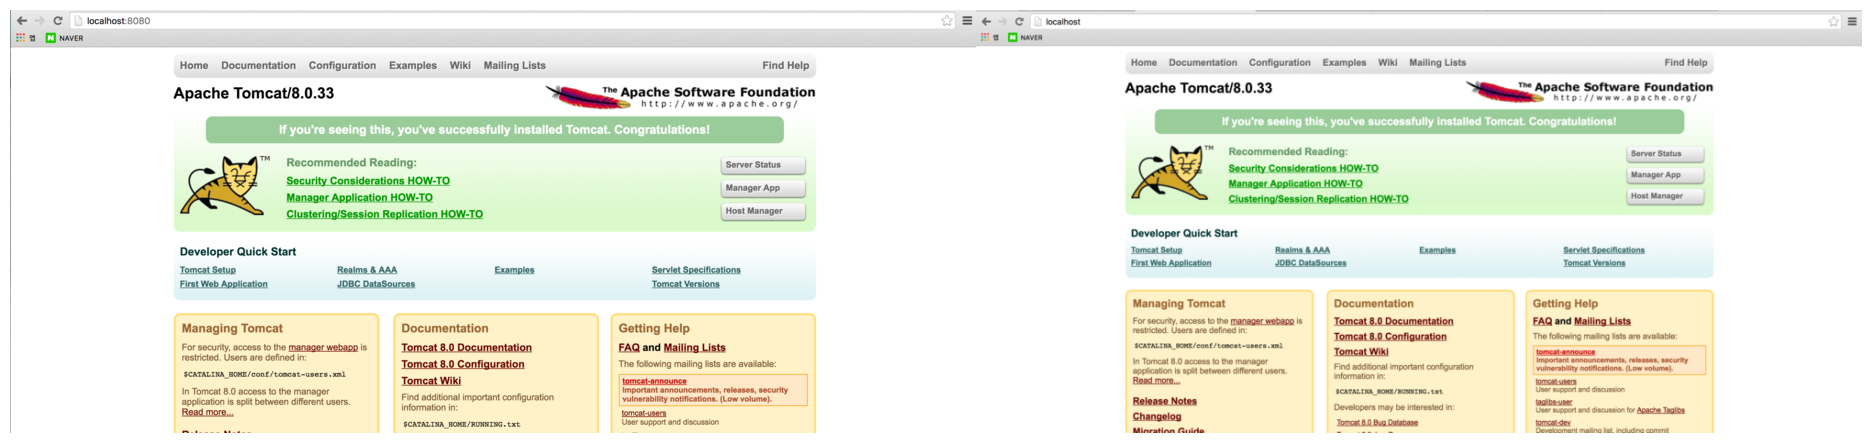 localhost:8080
앱 NAVER
Home Documentation Configuration Examples Wiki Mailing Lists Find Help
Apache Tomcat/8.0.33
The Apache Software Foundation
http://www.apache.org/
If you're seeing this, you've successfully installed Tomcat. Congratulations!
TM
Recommended Reading:
Security Considerations HOW-TO
Manager Application HOW-TO
Clustering/Session Replication HOW-TO
Server Status
Manager App
Host Manager
Developer Quick Start
Tomcat Setup Realms & AAA Examples Servlet Specifications
First Web Application JDBC DataSources Tomcat Versions
Managing Tomcat
For security, access to the manager webapp is
restricted. Users are defined in:
$CATALINA_HOME/conf/tomcat-users.xml
In Tomcat 8.0 access to the manager
application is split between different users.
Read more...
Release Notes
Documentation
Tomcat 8.0 Documentation
Tomcat 8.0 Configuration
Tomcat Wiki
Find additional important configuration
information in:
$CATALINA_HOME/RUNNING.txt
Getting Help
FAQ and Mailing Lists
The following mailing lists are available:
tomcat-announce
Important announcements, releases, security
vulnerability notifications. (Low volume).
tomcat-users
User support and discussion
localhost
앱 NAVER
Home Documentation Configuration Examples Wiki Mailing Lists Find Help
Apache Tomcat/8.0.33
The Apache Software Foundation
http://www.apache.org/
If you're seeing this, you've successfully installed Tomcat. Congratulations!
TM
Recommended Reading:
Security Considerations HOW-TO
Manager Application HOW-TO
Clustering/Session Replication HOW-TO
Server Status
Manager App
Host Manager
Developer Quick Start
Tomcat Setup Realms & AAA Examples Servlet Specifications
First Web Application JDBC DataSources Tomcat Versions
Managing Tomcat
For security, access to the manager webapp is
restricted. Users are defined in:
$CATALINA_HOME/conf/tomcat-users.xml
In Tomcat 8.0 access to the manager
application is split between different users.
Read more...
Release Notes
Changelog
Migration Guide
Documentation
Tomcat 8.0 Documentation
Tomcat 8.0 Configuration
Tomcat Wiki
Find additional important configuration
information in:
$CATALINA_HOME/RUNNING.txt
Developers may be interested in:
Tomcat 8.0 Bug Database
Getting Help
FAQ and Mailing Lists
The following mailing lists are available:
tomcat-announce
Important announcements, releases, security
vulnerability notifications. (Low volume).
tomcat-users
User support and discussion
taglibs-user
User support and discussion for Apache Taglibs
tomcat-dev
Development mailing list, including commit